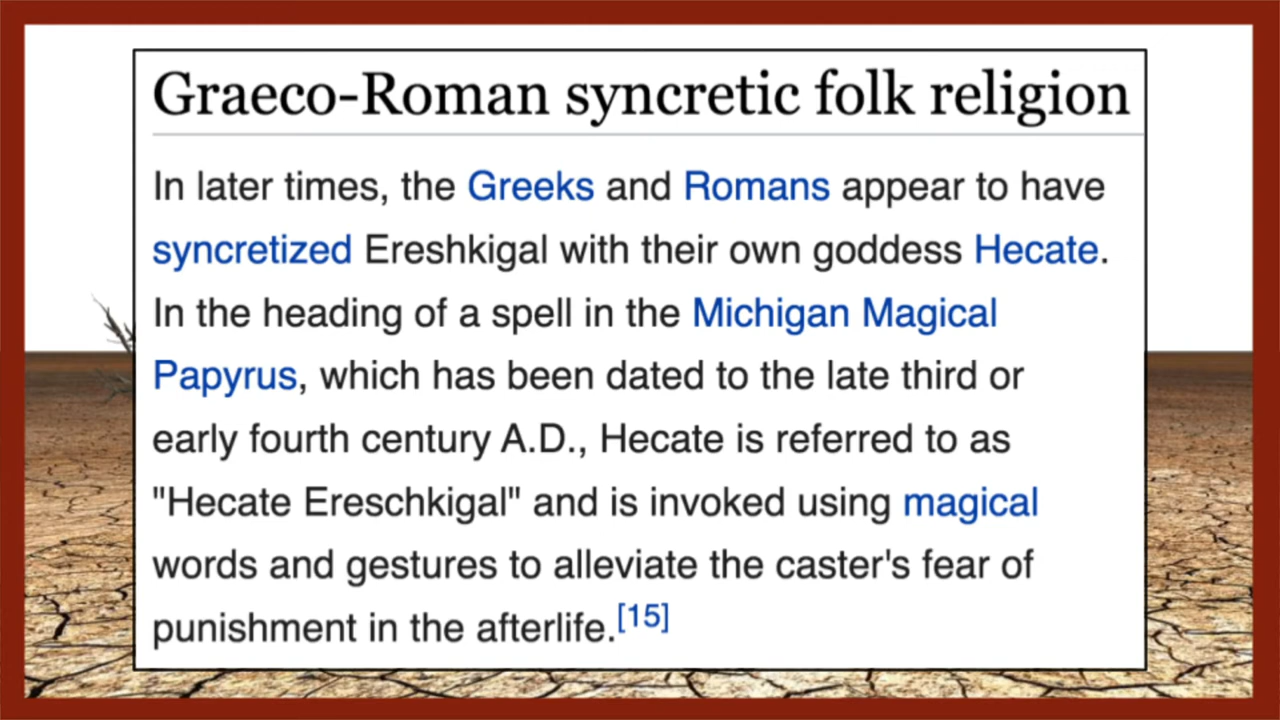 Graeco-Roman syncretic folk religion
In later times, the Greeks and Romans appear to have
syncretized Ereshkigal with their own goddess Hecate.
In the heading of a spell in the Michigan Magical
Papyrus, which has been dated to the late third or
early fourth century A.D., Hecate is referred to as
"Hecate Ereschkigal" and is invoked using magical
words and gestures to alleviate the caster's fear of
punishment in the afterlife.[15]